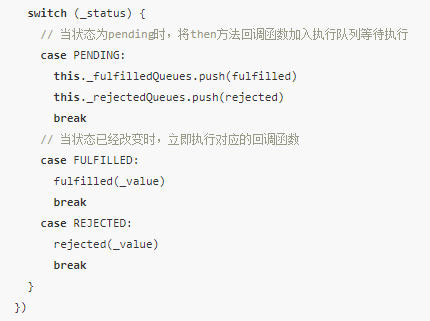 switch (_status) {
// 当状态为pending时，将then方法回调函数加入执行队列等待执行
case PENDING:
this._fulfilledQueues.push(fulfilled)
this._rejectedQueues.push(rejected)
break
// 当状态已经改变时，立即执行对应的回调函数
case FULFILLED:
fulfilled(_value)
break
case REJECTED:
rejected(_value)
break
}
})